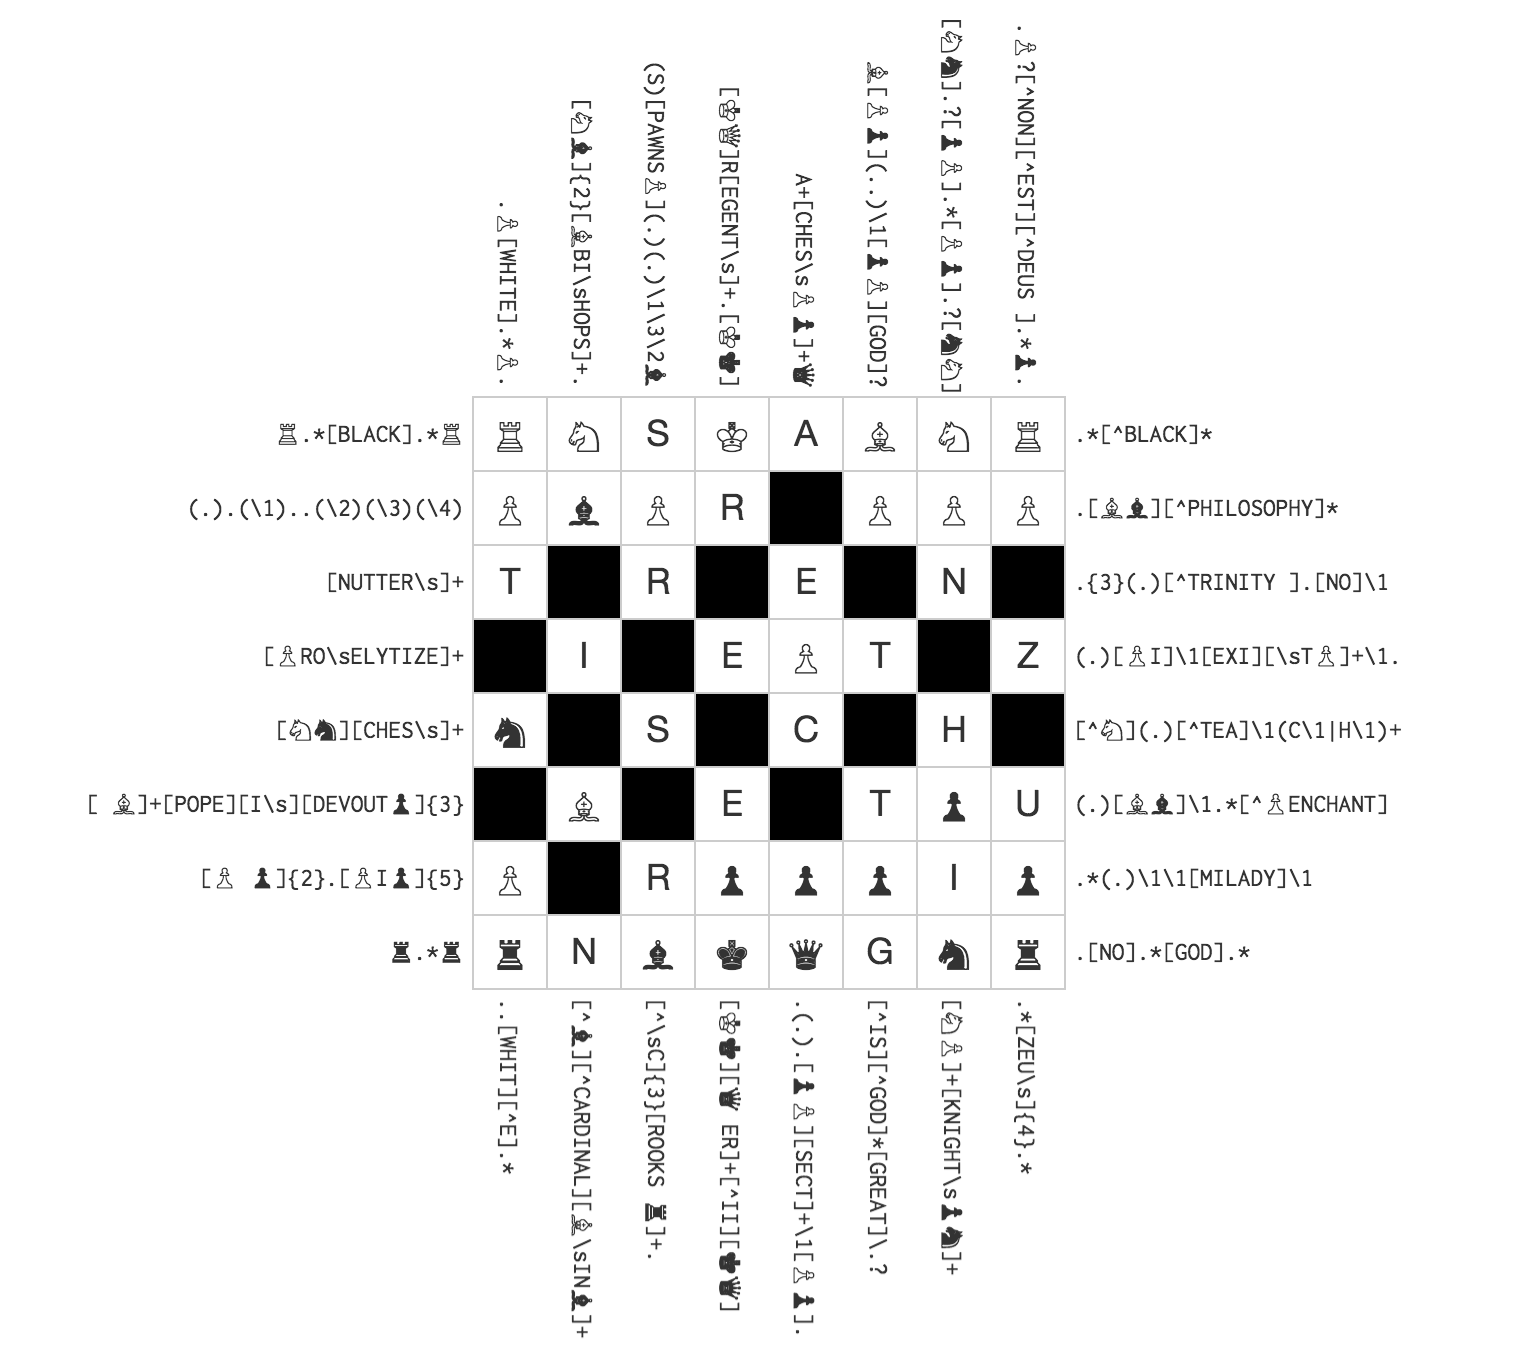 .♙[WHITE].*♙.
[♘♝]{2}[♗BI\sHOPS]+.
(S)[PAWNS♙](.)(.)\1\3\2♝
[♔♕]R[EGENT\s]+.[♔♚]
A+[CHES\s♙♟]+♛
♗[♙♟](..)\1[♟♙][GOD]?
[♘♞].?[♟♙].*[♙♟].?[♞♘]
.♙?[^NON][^EST][^DEUS ].*♟.
♖.*[BLACK].*♖ ♖ ♘ S ♔ A ♗ ♘ ♖ .*[^BLACK]*
(.).(\1)..(\2)(\3)(\4) ♙ ♝ ♙ R ♙ ♙ ♙ .[♗♝][^PHILOSOPHY]*
[NUTTER\s]+ T R E N .{3}(.)[^TRINITY ].[NO]\1
[♙RO\sELYTIZE]+ I E ♙ T Z (.)[♙I]\1[EXI][\sT♙]+\1.
[♘♞][CHES\s]+ ♞ S C H [^♘](.)[^TEA]\1(C\1|H\1)+
[ ♗]+[POPE][I\s][DEVOUT♟]{3} ♗ E T ♟ U (.)[♗♝]\1.*[^♙ENCHANT]
[♙ ♟]{2}.[♙I♟]{5} ♙ R ♟ ♟ ♟ I ♟ .*(.)\1\1[MILADY]\1
♜.*♜ ♜ N ♝ ♚ ♛ G ♞ ♜ .[NO].*[GOD].*
..[WHIT][^E].*
[^♝][^CARDINAL][♗\sIN♝]+
[^\sC]{3}[ROOKS ♜]+.
[♔♚][♛ ER]+[^II][♚♛]
.(.).[♟♙][SECT]+\1[♙♟].
[^IS][^GOD]*[GREAT]\.?
[♘♙]+[KNIGHT\s♟♞]+
.*[ZEU\s]{4}.*